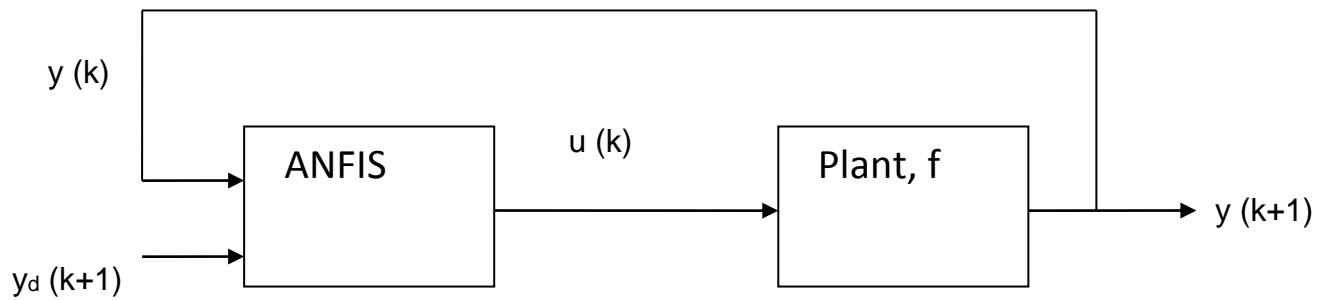 y (k)
ANFIS
u (k)
Plant, f
y (k+1)
yd (k+1)